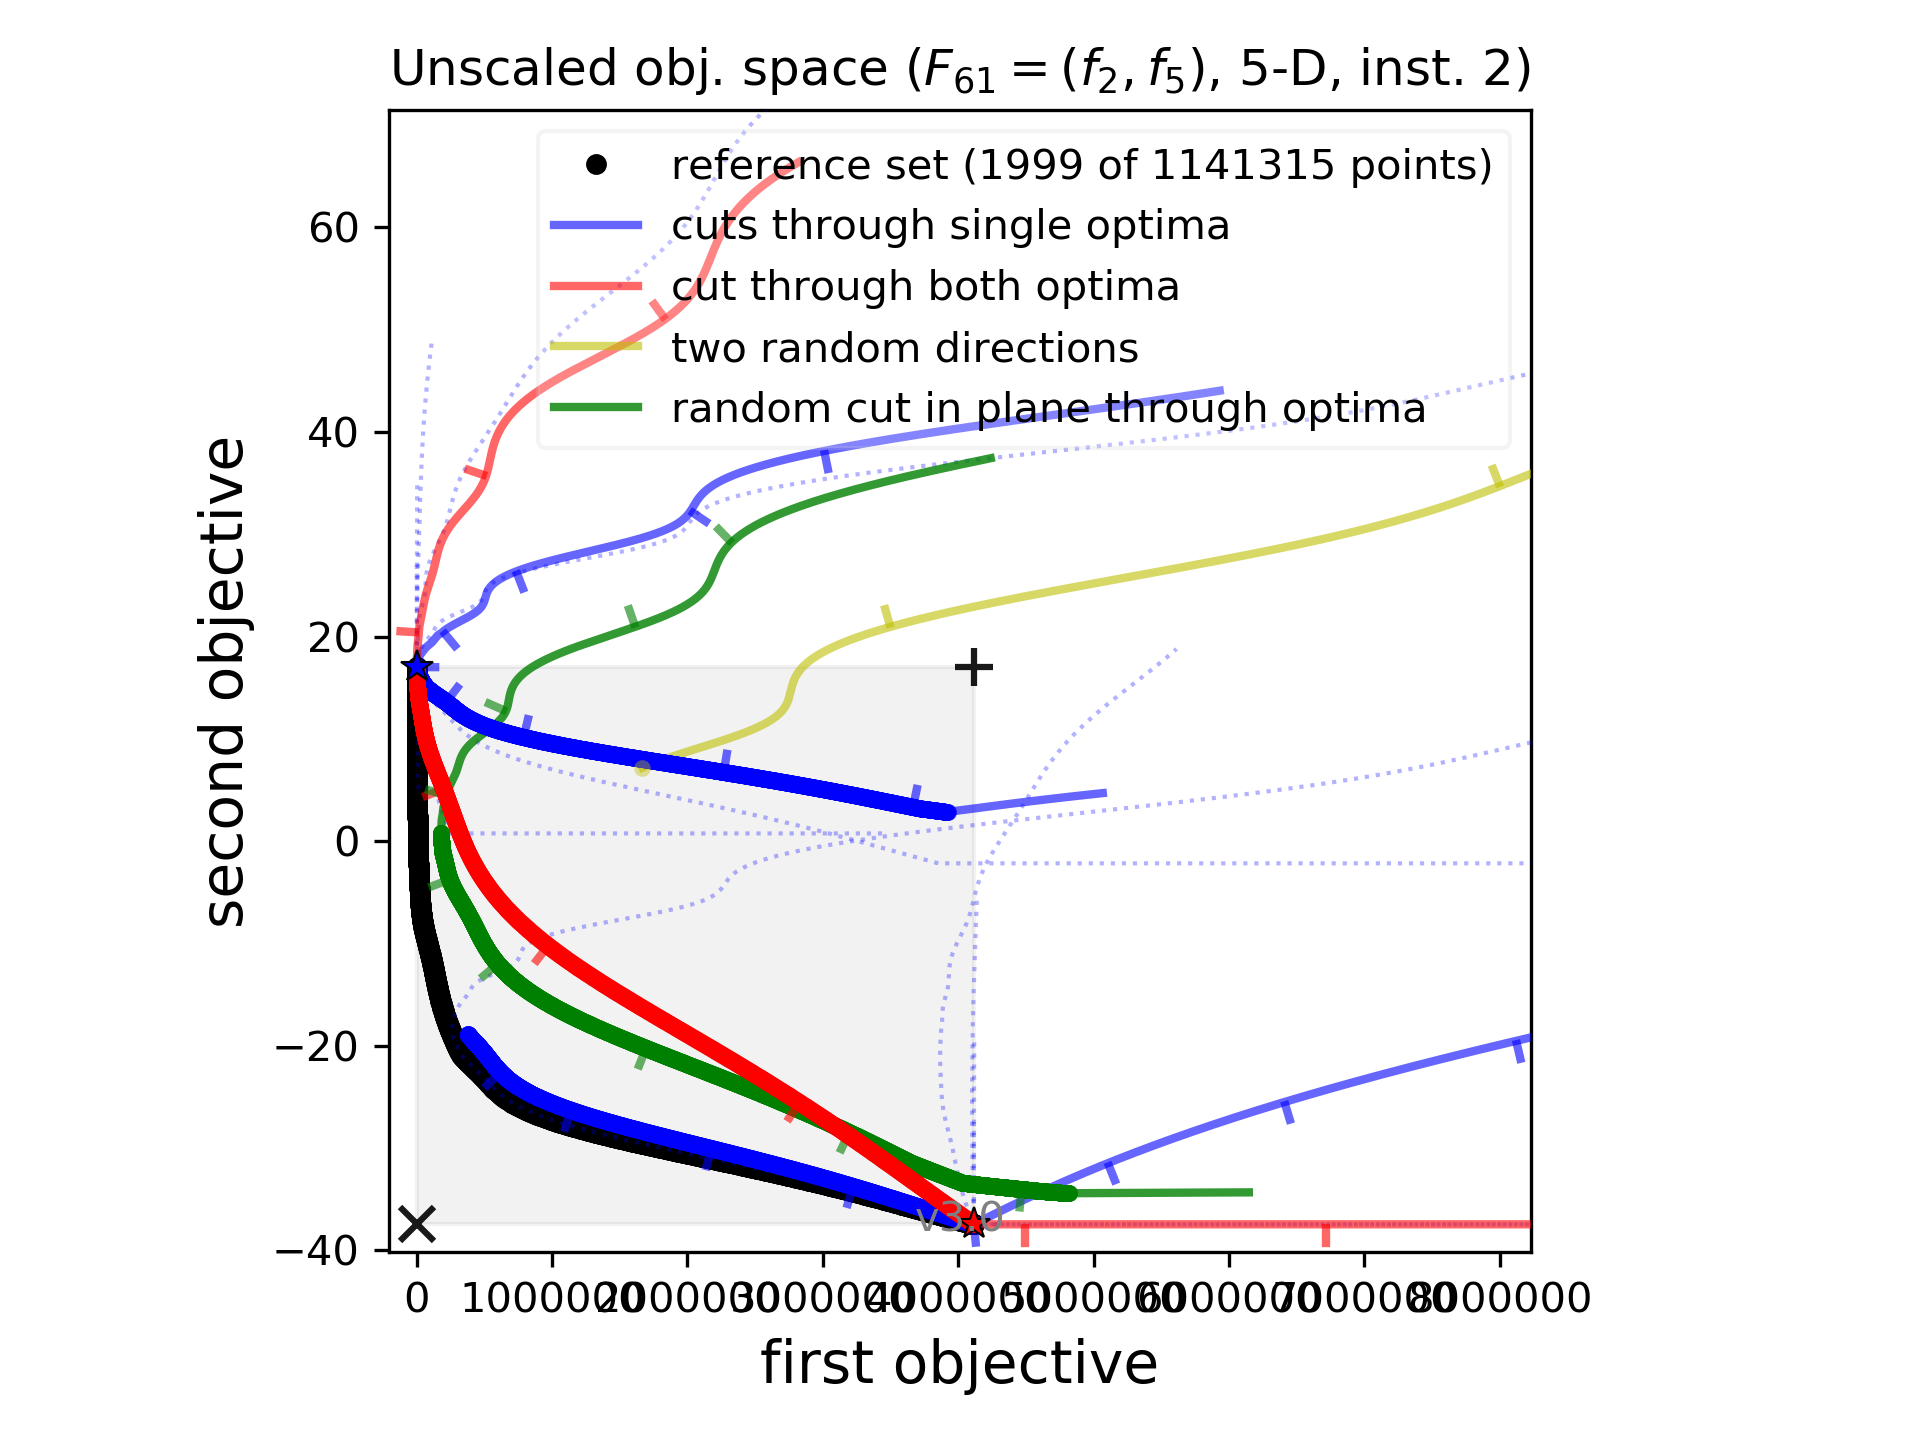 Unscaled obj. space (F₆₁ = (f₂, f₅), 5-D, inst. 2)
reference set (1999 of 1141315 points)
cuts through single optima
cut through both optima
two random directions
random cut in plane through optima
60
40
20
0
−20
−40
second objective
v3.0
0 1000000 2000000 3000000 4000000 5000000 6000000 7000000 8000000
first objective